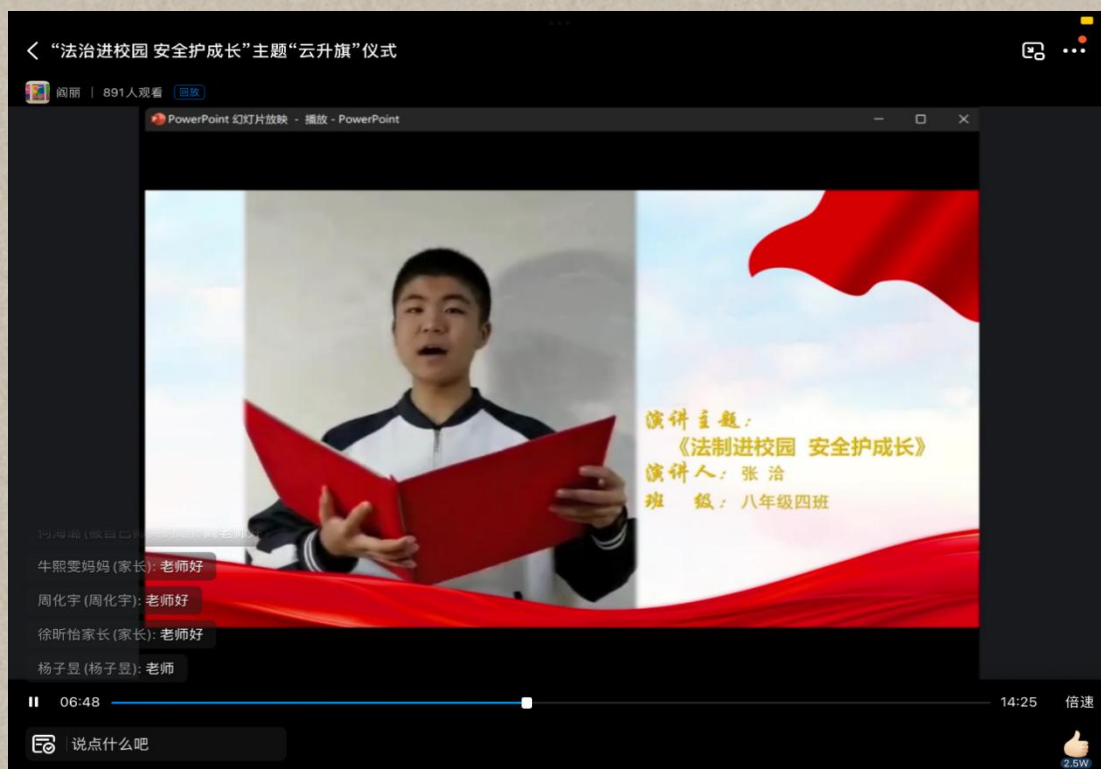 “法治进校园 安全护成长”主题“云升旗”仪式
阎丽 | 891人观看 回放
PowerPoint 幻灯片放映 - 播放 - PowerPoint
演讲主题：
《法制进校园 安全护成长》
演讲人：张 洽
班 级：八年级四班
牛熙雯妈妈(家长): 老师好
周化宇(周化宇): 老师好
徐昕怡家长(家长): 老师好
杨子昱(杨子昱): 老师
06:48
14:25
倍速
说点什么吧
2.5W